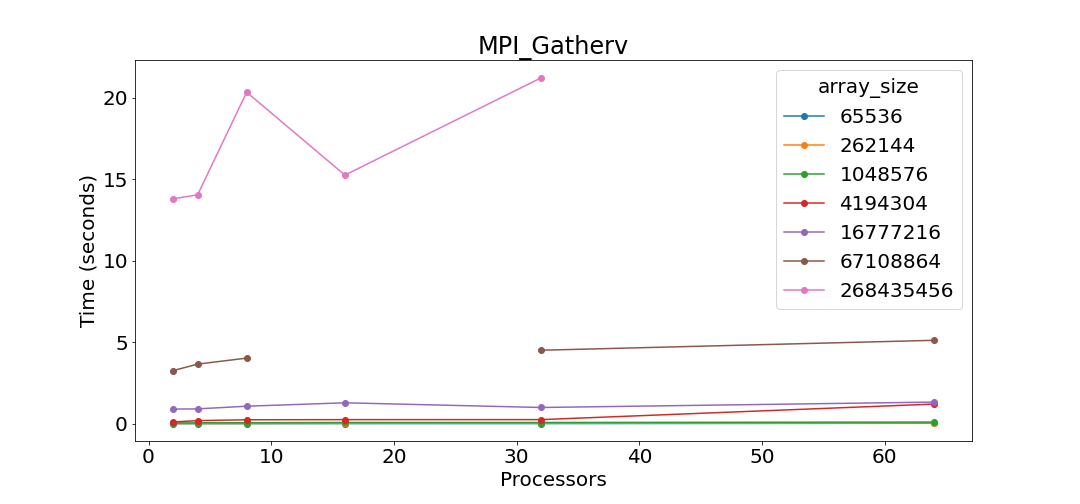 MPI_Gatherv
array_size
65536
262144
1048576
4194304
16777216
67108864
268435456
Time (seconds)
20
15
10
5
0
0 10 20 30 40 50 60
Processors